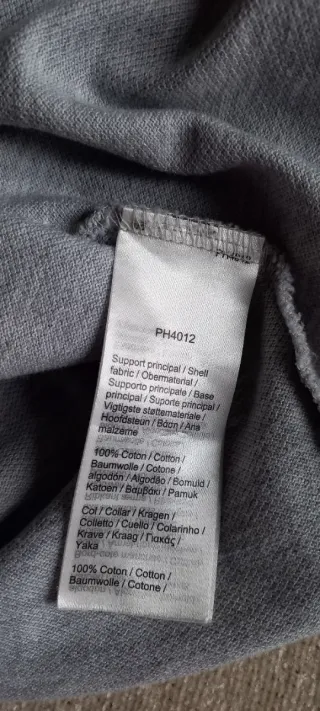 PH4012
PH4012
Support principal / Shell
fabric / Obermaterial /
Supporto principale / Base
principal / Suporte principal /
Vigtigste støttemateriale /
Hoofdsteun / Βάση / Ana
malzeme
100% Coton / Cotton /
Baumwolle / Cotone /
algodón / Algodão / Bomuld /
Katoen / Βαμβάκι / Pamuk
Col / Collar / Kragen /
Colletto / Cuello / Colarinho /
Krave / Kraag / Γιακάς /
Yaka
100% Coton / Cotton /
Baumwolle / Cotone /